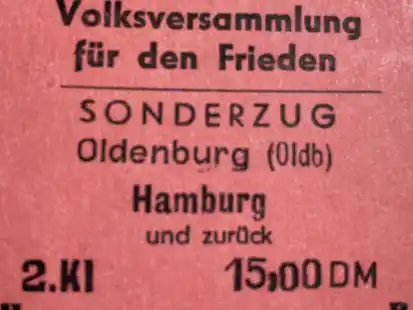 Volksversammlung
für den Frieden
SONDERZUG
Oldenburg (Oldb)
Hamburg
und zurück
2.Kl 15,00 DM